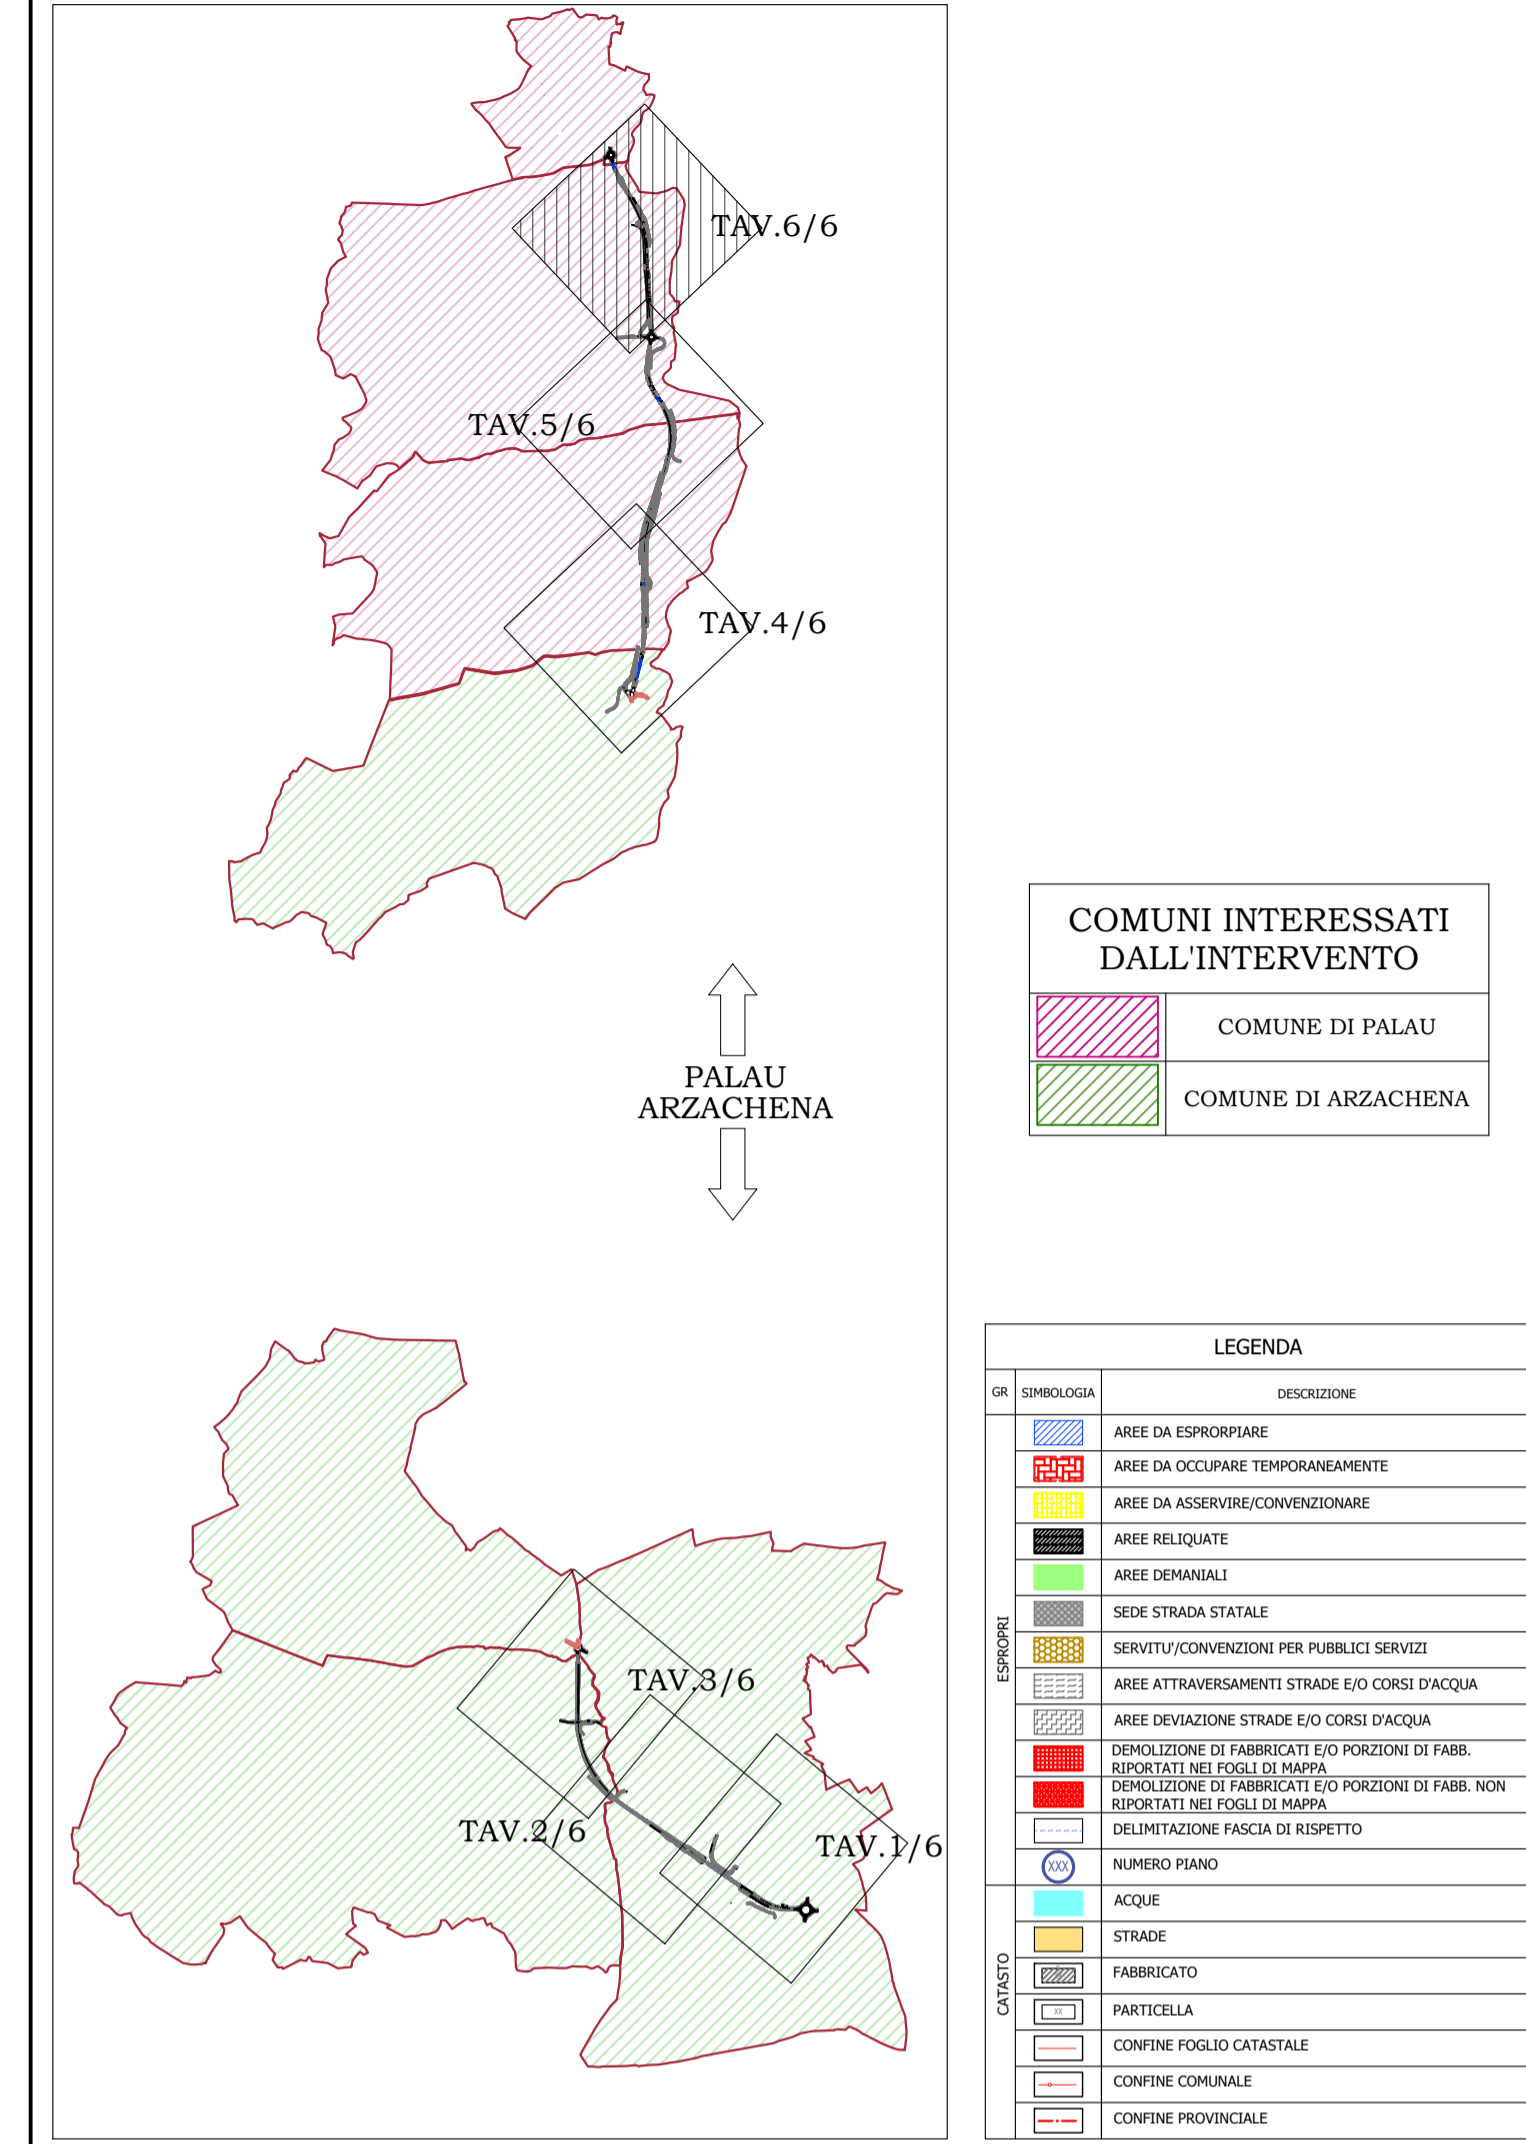 TAV.6/6
TAV.5/6
TAV.4/6
PALAU
ARZACHENA
TAV.3/6
TAV.2/6
TAV.1/6
COMUNI INTERESSATI
DALL'INTERVENTO
COMUNE DI PALAU
COMUNE DI ARZACHENA
LEGENDA
GR SIMBOLOGIA DESCRIZIONE
ESPROPRI
AREE DA ESPRORPIARE
AREE DA OCCUPARE TEMPORANEAMENTE
AREE DA ASSERVIRE/CONVENZIONARE
AREE RELIQUATE
AREE DEMANIALI
SEDE STRADA STATALE
SERVITU'/CONVENZIONI PER PUBBLICI SERVIZI
AREE ATTRAVERSAMENTI STRADE E/O CORSI D'ACQUA
AREE DEVIAZIONE STRADE E/O CORSI D'ACQUA
DEMOLIZIONE DI FABBRICATI E/O PORZIONI DI FABB.
RIPORTATI NEI FOGLI DI MAPPA
DEMOLIZIONE DI FABBRICATI E/O PORZIONI DI FABB. NON
RIPORTATI NEI FOGLI DI MAPPA
DELIMITAZIONE FASCIA DI RISPETTO
XXX NUMERO PIANO
CATASTO
ACQUE
STRADE
FABBRICATO
XX PARTICELLA
CONFINE FOGLIO CATASTALE
CONFINE COMUNALE
CONFINE PROVINCIALE